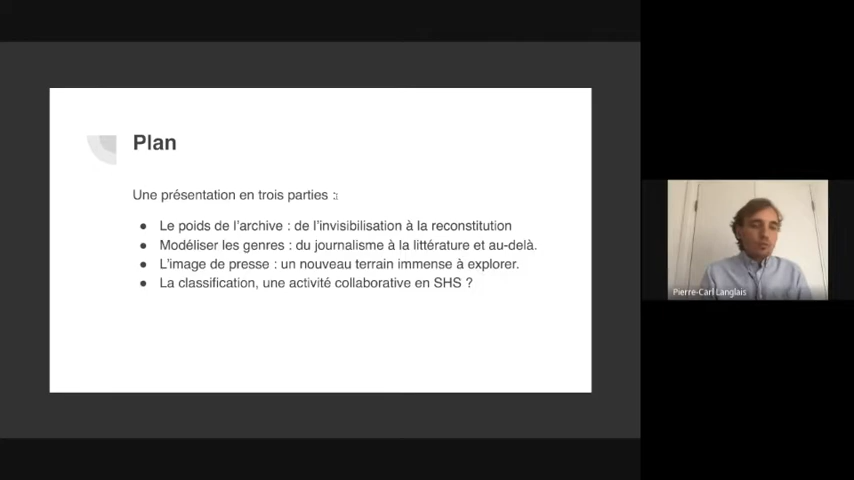 Plan
Une présentation en trois parties :
● Le poids de l'archive : de l'invisibilisation à la reconstitution
● Modéliser les genres : du journalisme à la littérature et au-delà.
● L'image de presse : un nouveau terrain immense à explorer.
● La classification, une activité collaborative en SHS ?
Pierre-Carl Langlais